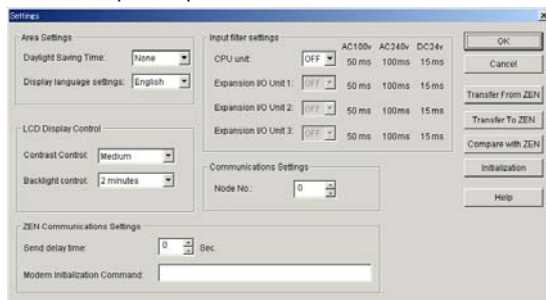 Settings
Area Settings
Daylight Saving Time: None
Display language settings: English
LCD Display Control
Contrast Control: Medium
Backlight control: 2 minutes
Input filter settings
AC100v AC240v DC24v
CPU unit: OFF 50 ms 100ms 15 ms
Expansion I/O Unit 1: OFF 50 ms 100ms 15 ms
Expansion I/O Unit 2: OFF 50 ms 100ms 15 ms
Expansion I/O Unit 3: OFF 50 ms 100ms 15 ms
Communications Settings
Node No.: 0
ZEN Communications Settings
Send delay time: 0 Sec.
Modem Initialization Command:
OK
Cancel
Transfer From ZEN
Transfer To ZEN
Compare with ZEN
Initialization
Help